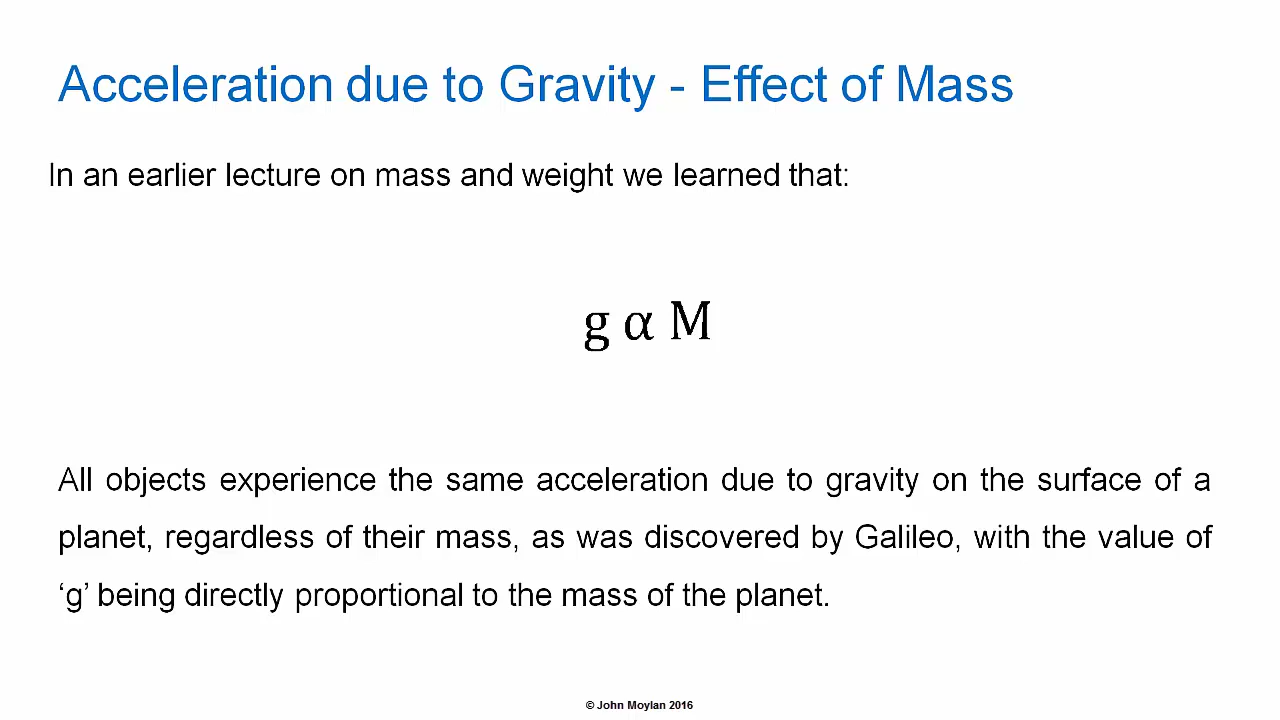 Acceleration due to Gravity - Effect of Mass
In an earlier lecture on mass and weight we learned that:
g α M
All objects experience the same acceleration due to gravity on the surface of a
planet, regardless of their mass, as was discovered by Galileo, with the value of
‘g’ being directly proportional to the mass of the planet.
© John Moylan 2016